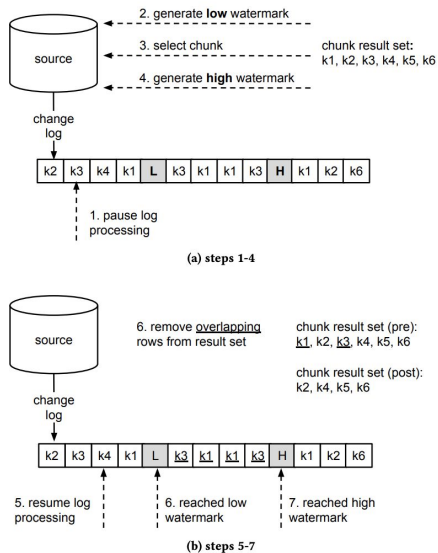 2. generate low watermark
source
3. select chunk
chunk result set:
k1, k2, k3, k4, k5, k6
4. generate high watermark
change
log
k2 k3 k4 k1 L k3 k1 k1 k3 H k1 k2 k6
1. pause log
processing
(a) steps 1-4
source
6. remove overlapping
rows from result set
chunk result set (pre):
k1, k2, k3, k4, k5, k6
chunk result set (post):
k2, k4, k5, k6
change
log
k2 k3 k4 k1 L k3 k1 k1 k3 H k1 k2 k6
5. resume log
processing
6. reached low
watermark
7. reached high
watermark
(b) steps 5-7